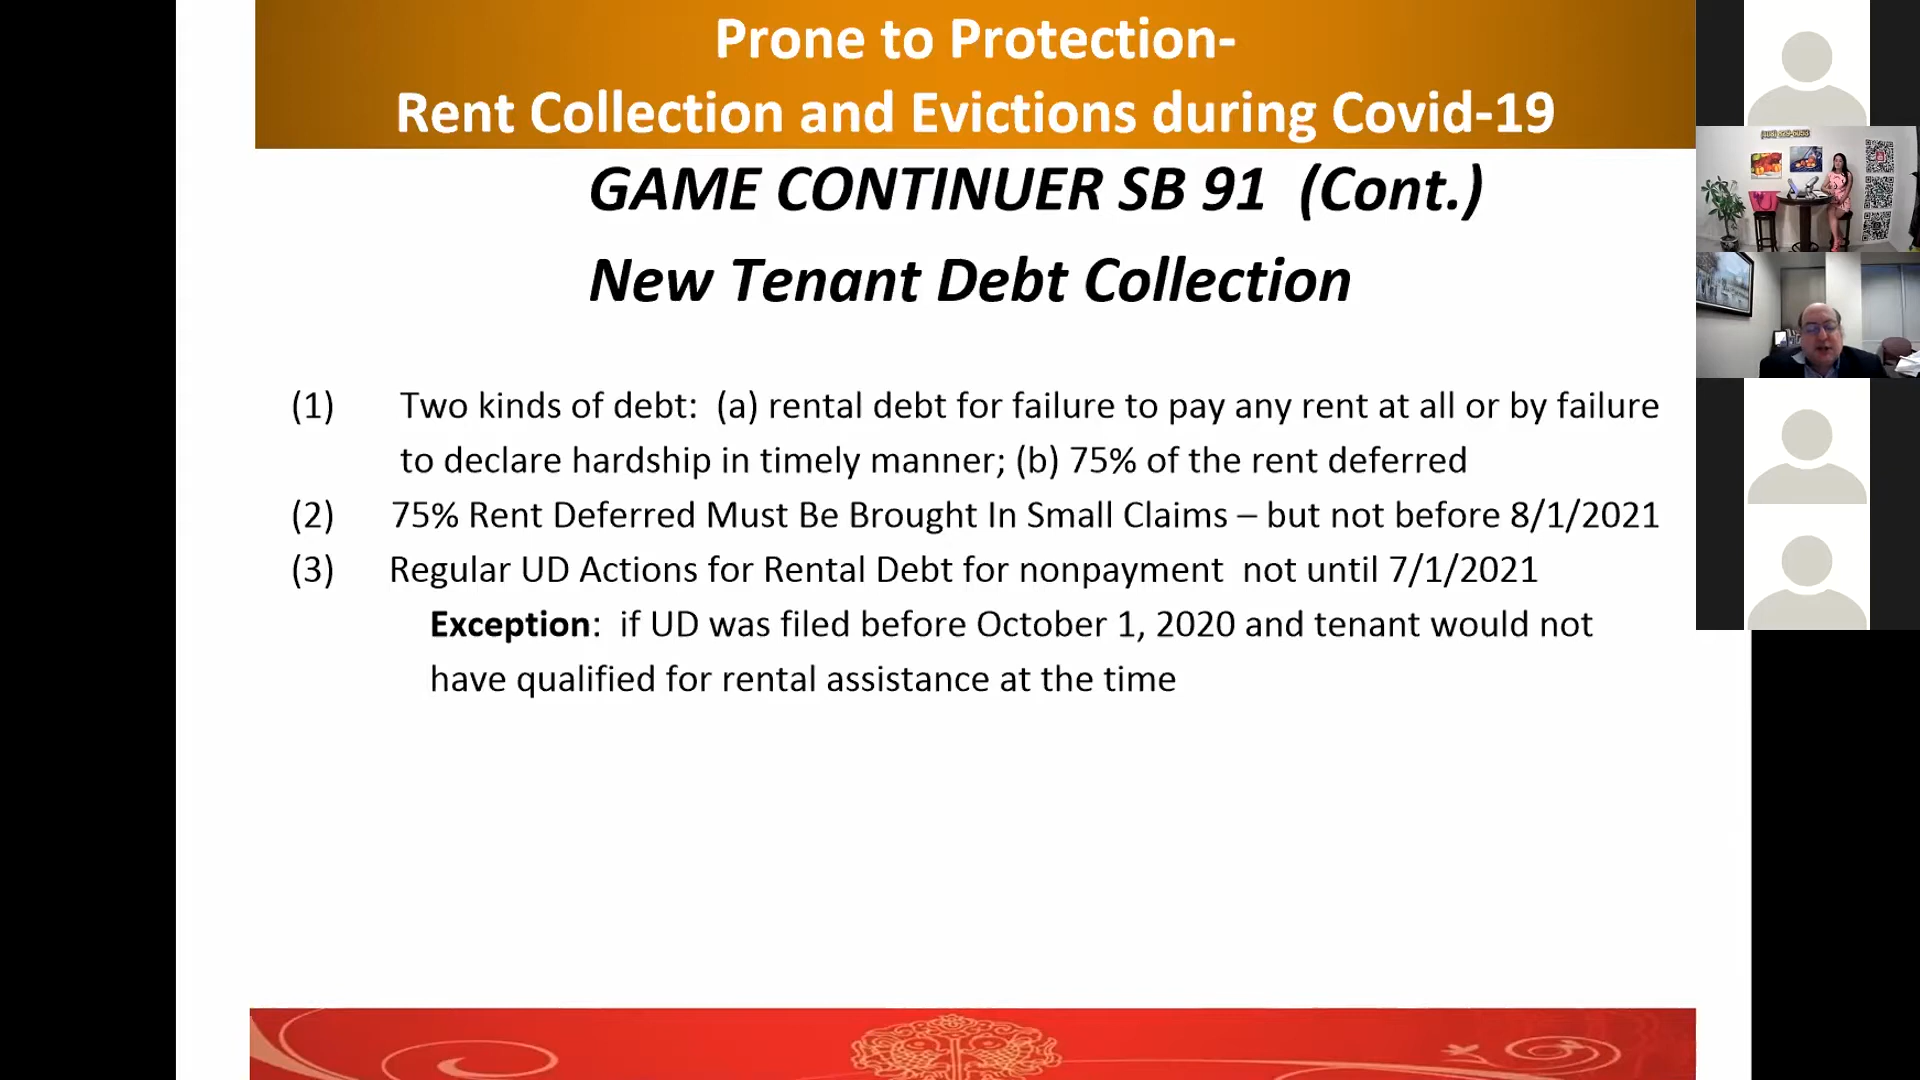 Prone to Protection-
Rent Collection and Evictions during Covid-19
GAME CONTINUER SB 91 (Cont.)
New Tenant Debt Collection
(1) Two kinds of debt: (a) rental debt for failure to pay any rent at all or by failure
to declare hardship in timely manner; (b) 75% of the rent deferred
(2) 75% Rent Deferred Must Be Brought In Small Claims – but not before 8/1/2021
(3) Regular UD Actions for Rental Debt for nonpayment not until 7/1/2021
Exception: if UD was filed before October 1, 2020 and tenant would not
have qualified for rental assistance at the time